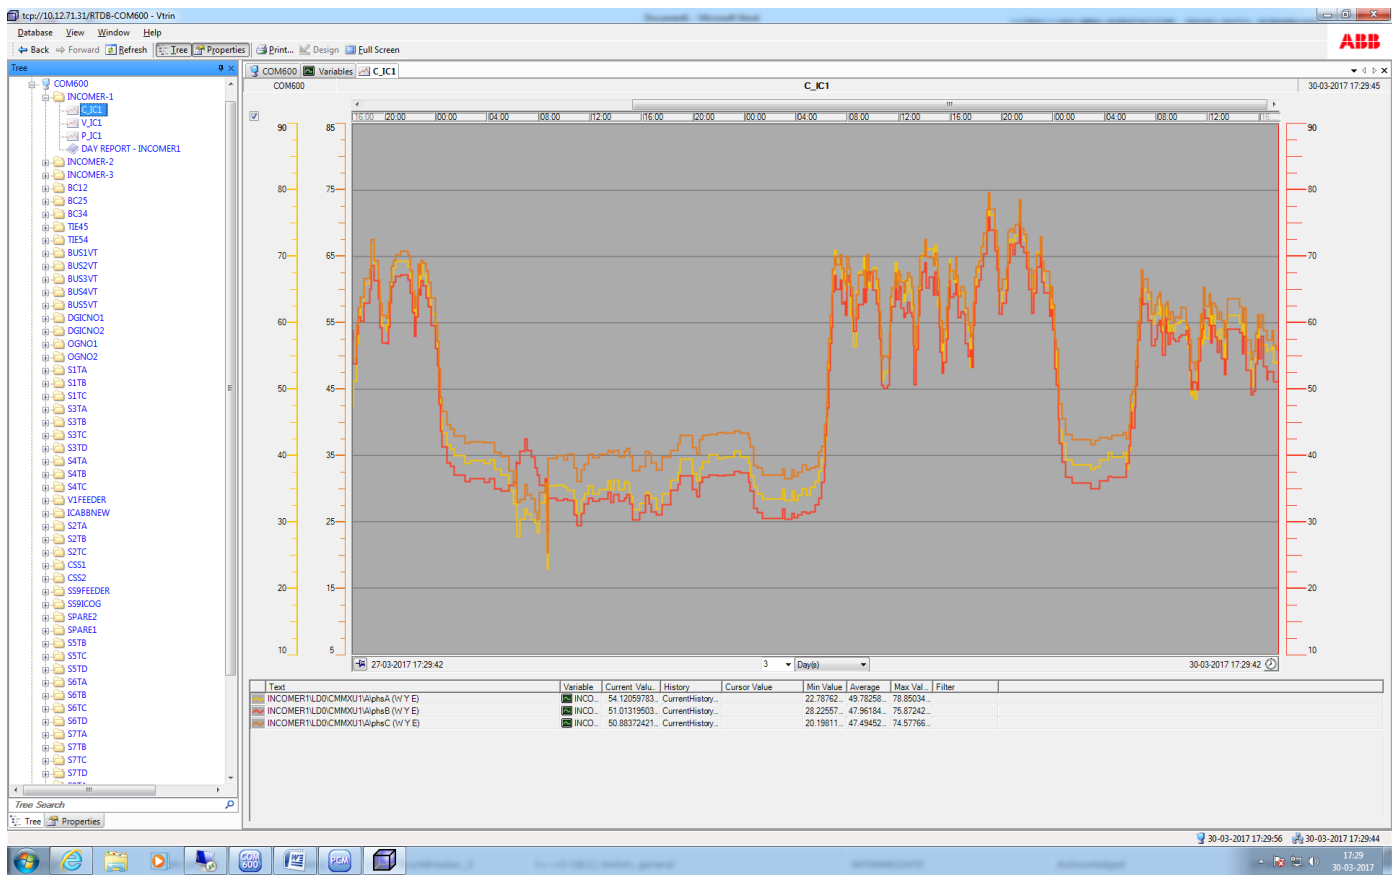 tcp://10.12.71.31/RTDB-COM600 - Vtrin
Database View Window Help
Back Forward Refresh Tree Properties Print... Design Full Screen
ABB
Tree
COM600 Variables C_IC1
COM600 C_IC1 30-03-2017 17:29:45
COM600
INCOMER-1
C_IC1
V_IC1
P_IC1
DAY REPORT - INCOMER1
INCOMER-2
INCOMER-3
BC12
BC25
BC34
TIE45
TIE54
BUS1VT
BUS2VT
BUS3VT
BUS4VT
BUS5VT
DGICNO1
DGICNO2
OGNO1
OGNO2
S1TA
S1TB
S1TC
S3TA
S3TB
S3TC
S3TD
S4TA
S4TB
S4TC
V1FEEDER
ICABBNEW
S2TA
S2TB
S2TC
CSS1
CSS2
SS9FEEDER
SS9ICOG
SPARE2
SPARE1
S5TB
S5TC
S5TD
S6TA
S6TB
S6TC
S6TD
S7TA
S7TB
S7TC
S7TD
Tree Search
Tree Properties
16:00 20:00 00:00 04:00 08:00 12:00 16:00 20:00 00:00 04:00 08:00 12:00 16:00 20:00 00:00 04:00 08:00 12:00
90 85 90
80 75 80
70 65 70
60 55 60
50 45 50
40 35 40
30 25 30
20 15 20
10 5 10
27-03-2017 17:29:42 3 Day(s) 30-03-2017 17:29:42
Text Variable Current Valu.. History Cursor Value Min Value Average Max Val... Filter
INCOMER1\LD0\CMMXU1\A\phsA (W Y E) INCO... 54.12059783... CurrentHistory... 22.78762... 49.78258... 78.85034...
INCOMER1\LD0\CMMXU1\A\phsB (W Y E) INCO... 51.01319503... CurrentHistory... 28.22557... 47.96184... 75.87242...
INCOMER1\LD0\CMMXU1\A\phsC (W Y E) INCO... 50.88372421... CurrentHistory... 20.19811... 47.49452... 74.57766...
30-03-2017 17:29:56 30-03-2017 17:29:44
COM
600
PCM
17:29
30-03-2017